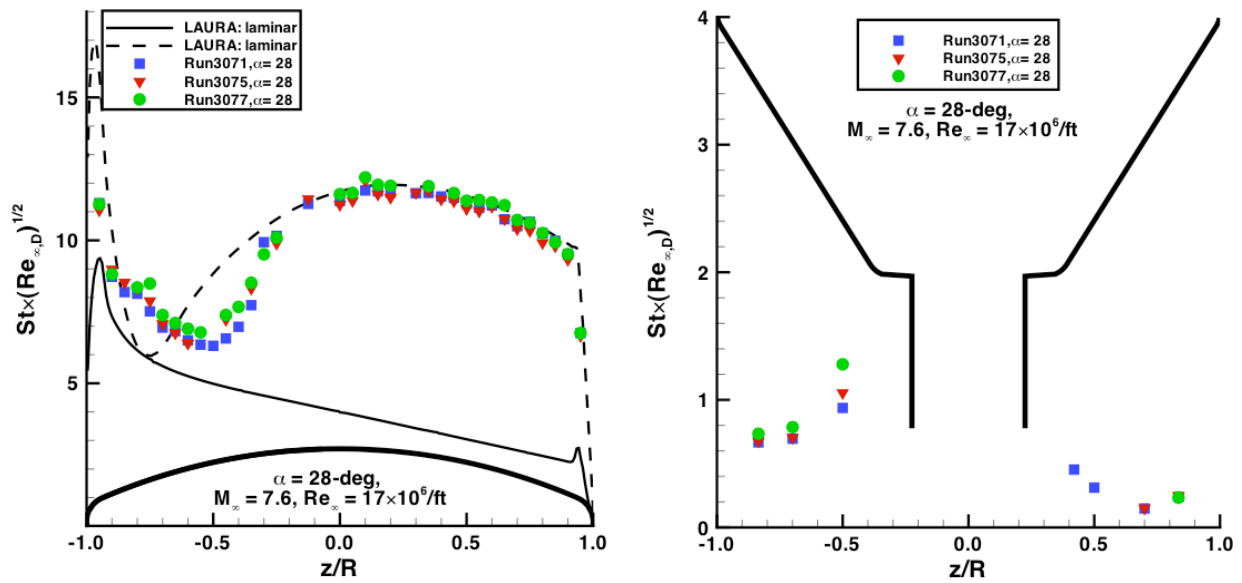 LAURA: laminar
LAURA: laminar
Run3071,α= 28
Run3075,α= 28
Run3077,α= 28
15
10
5
St×(Re∞,D)1/2
α = 28-deg,
M∞ = 7.6, Re∞ = 17×10⁶/ft
-1.0 -0.5 0.0 0.5 1.0
z/R
Run3071,α= 28
Run3075,α= 28
Run3077,α= 28
α = 28-deg,
M∞ = 7.6, Re∞ = 17×10⁶/ft
4
3
2
1
0
St×(Re∞,D)1/2
-1.0 -0.5 0.0 0.5 1.0
z/R